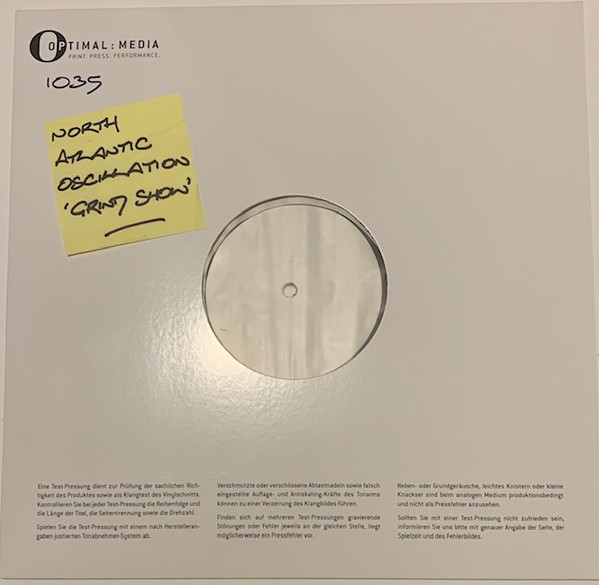 OPTIMAL : MEDIA
PRINT. PRESS. PERFORMANCE.
1035
NORTH
ATLANTIC
OSCILLATION
'GRIND SHOW'
Eine Test-Pressung dient zur Prüfung der sachlichen Rich-
tigkeit des Produktes sowie als Klangtest des Vinylschnitts.
Kontrollieren Sie bei jeder Test-Pressung die Reihenfolge und
die Länge der Titel, die Seitentrennung sowie die Drehzahl.
Spielen Sie die Test-Pressung mit einem nach Herstelleran-
gaben justierten Tonabnehmer-System ab.
Verschmutzte oder verschlissene Abtastnadeln sowie falsch
eingestellte Auflage- und Antiskating-Kräfte des Tonarms
können zu einer Verzerrung des Klangbildes führen.
Finden sich auf mehreren Test-Pressungen gravierende
Störungen oder Fehler jeweils an der gleichen Stelle, liegt
möglicherweise ein Pressfehler vor.
Neben- oder Grundgeräusche, leichtes Knistern oder kleine
Knackser sind beim analogen Medium produktionsbedingt
und nicht als Pressfehler anzusehen.
Sollten Sie mit einer Test-Pressung nicht zufrieden sein,
informieren Sie uns bitte mit genauer Angabe der Seite, der
Spielzeit und des Fehlerbildes.